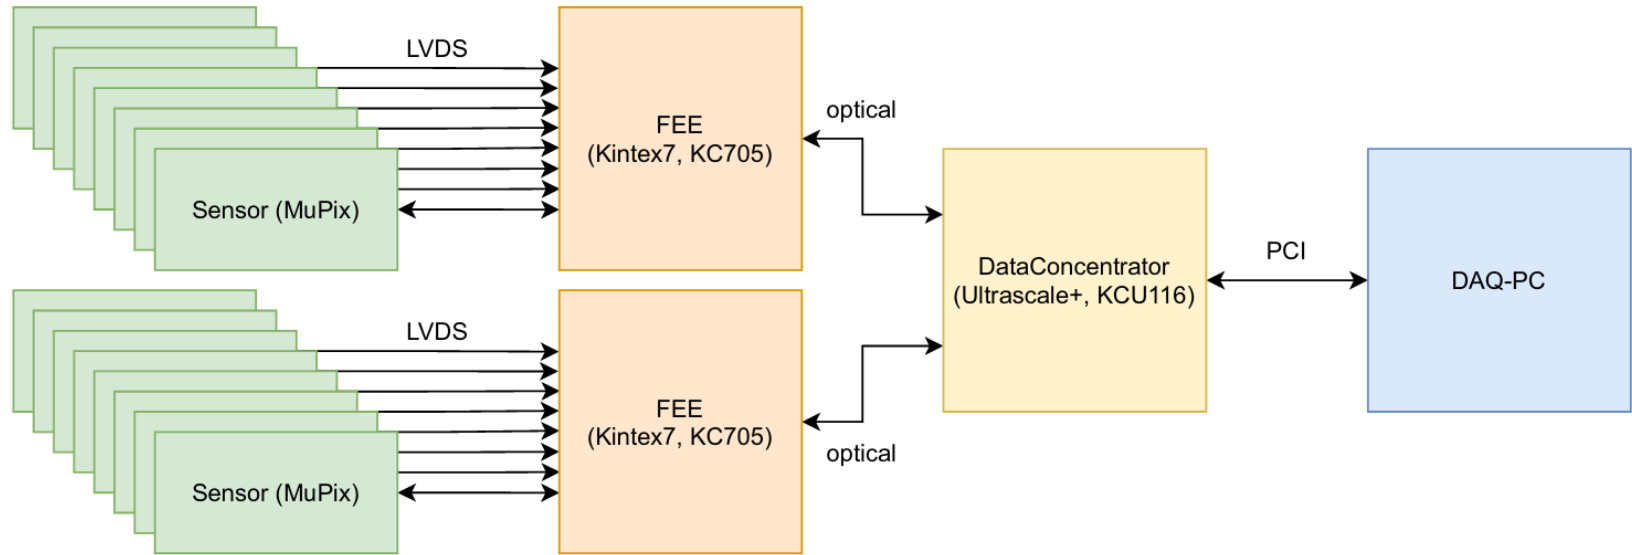 LVDS
Sensor (MuPix)
FEE
(Kintex7, KC705)
optical
LVDS
Sensor (MuPix)
FEE
(Kintex7, KC705)
optical
DataConcentrator
(Ultrascale+, KCU116)
PCI
DAQ-PC